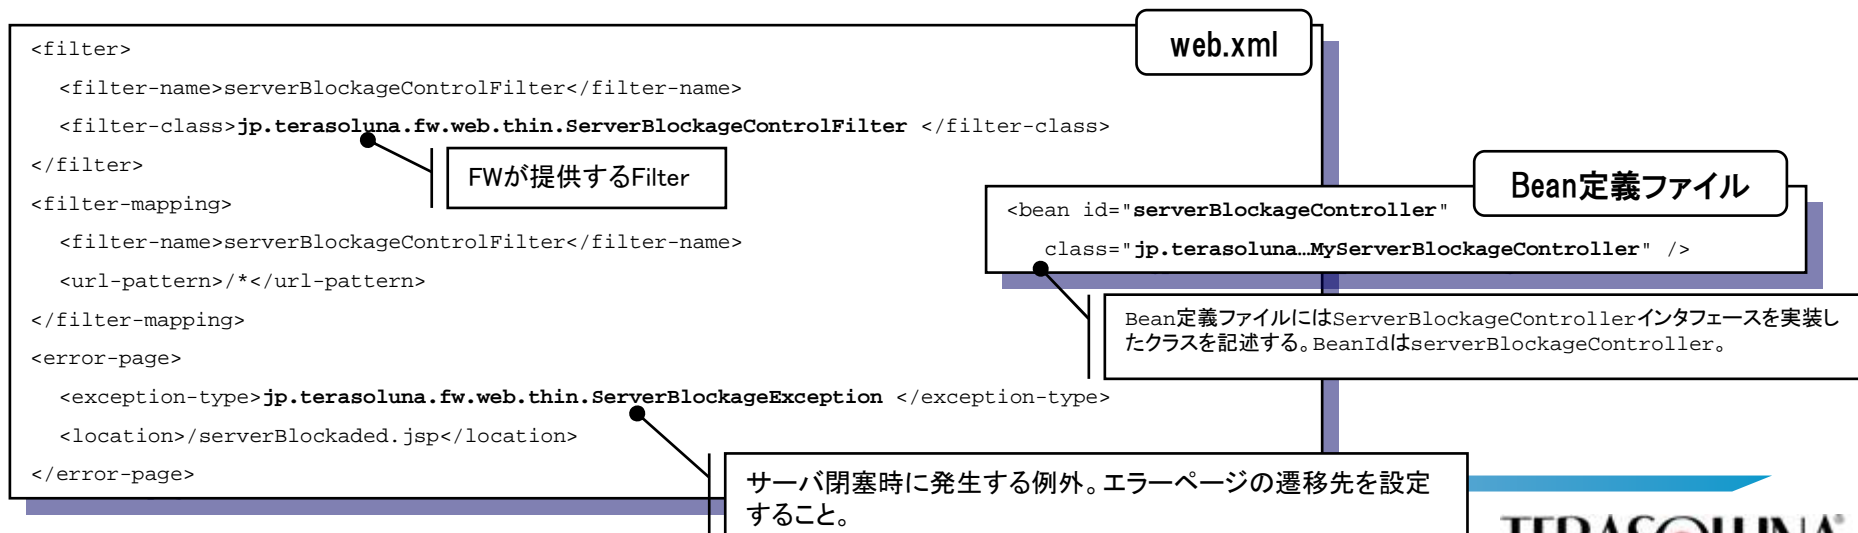 web.xml
<filter>
<filter-name>serverBlockageControlFilter</filter-name>
<filter-class>jp.terasoluna.fw.web.thin.ServerBlockageControlFilter </filter-class>
</filter>
FWが提供するFilter
<filter-mapping>
<filter-name>serverBlockageControlFilter</filter-name>
<url-pattern>/*</url-pattern>
</filter-mapping>
<error-page>
<exception-type>jp.terasoluna.fw.web.thin.ServerBlockageException </exception-type>
<location>/serverBlockaded.jsp</location>
</error-page>
サーバ閉塞時に発生する例外。エラーページの遷移先を設定
すること。
Bean定義ファイル
<bean id="serverBlockageController"
class="jp.terasoluna…MyServerBlockageController" />
Bean定義ファイルにはServerBlockageControllerインタフェースを実装し
たクラスを記述する。BeanIdはserverBlockageController。
TERASOLUNA®